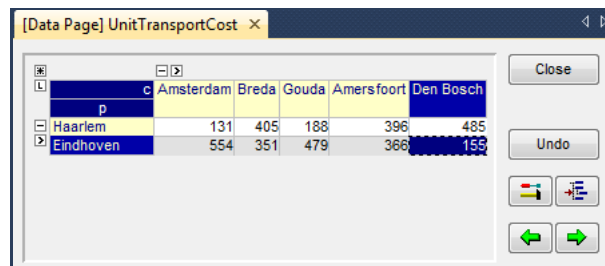 [Data Page] UnitTransportCost ×
Close
L c Amsterdam Breda Gouda Amersfoort Den Bosch
p
Haarlem 131 405 188 396 485
Eindhoven 554 351 479 366 155
Undo